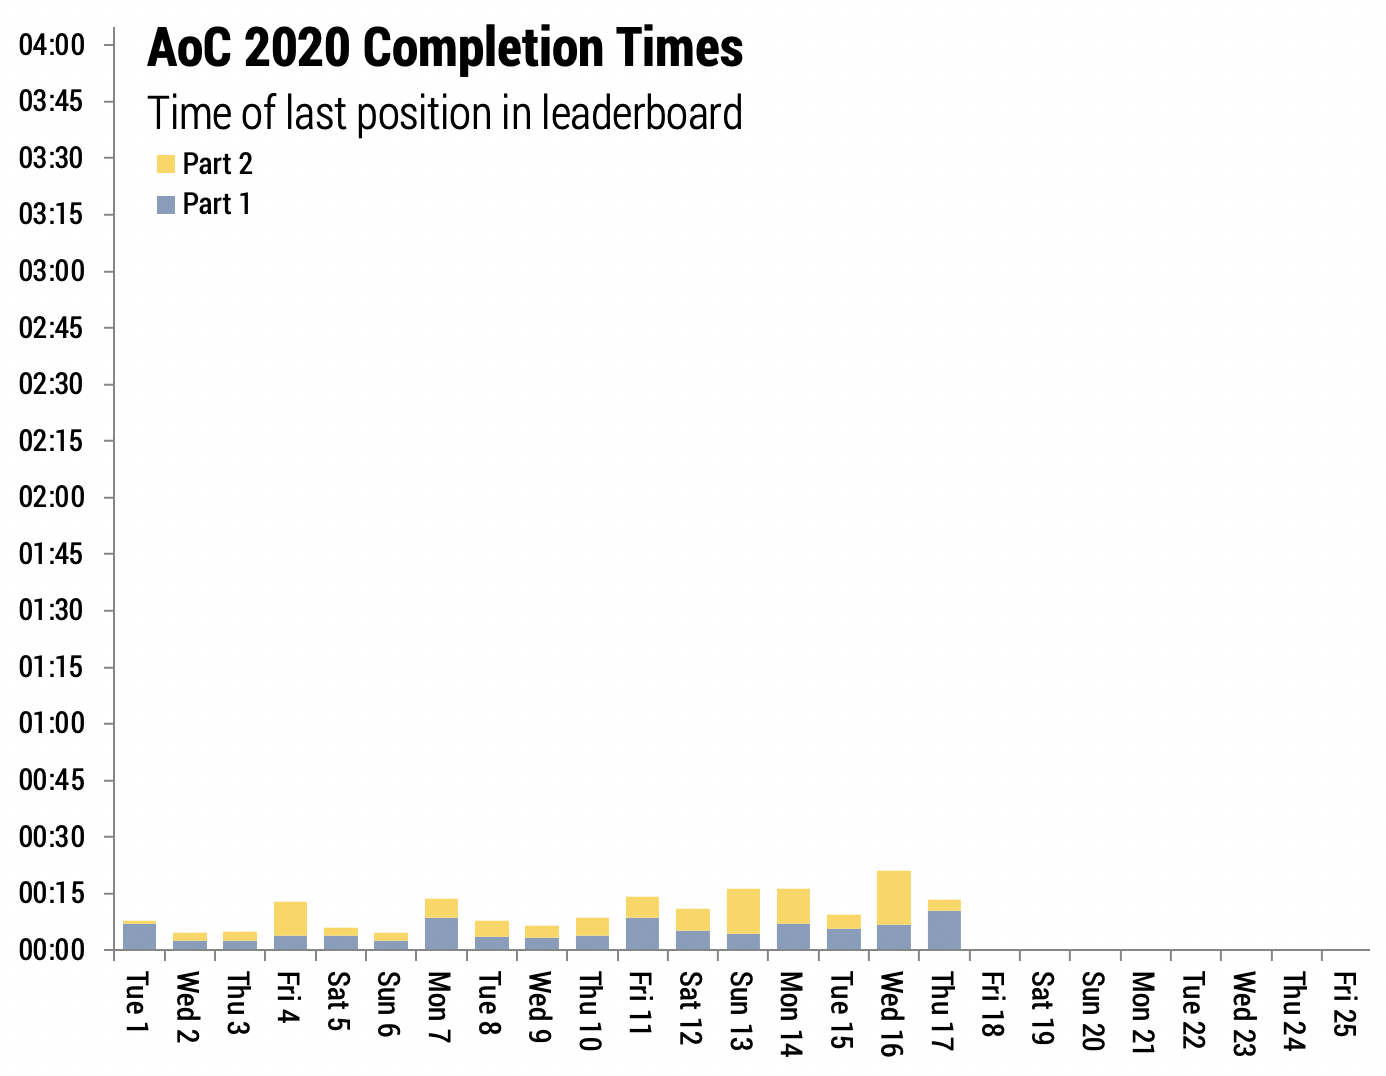 AoC 2020 Completion Times
Time of last position in leaderboard
Part 2
Part 1
04:00
03:45
03:30
03:15
03:00
02:45
02:30
02:15
02:00
01:45
01:30
01:15
01:00
00:45
00:30
00:15
00:00
Tue 1
Wed 2
Thu 3
Fri 4
Sat 5
Sun 6
Mon 7
Tue 8
Wed 9
Thu 10
Fri 11
Sat 12
Sun 13
Mon 14
Tue 15
Wed 16
Thu 17
Fri 18
Sat 19
Sun 20
Mon 21
Tue 22
Wed 23
Thu 24
Fri 25